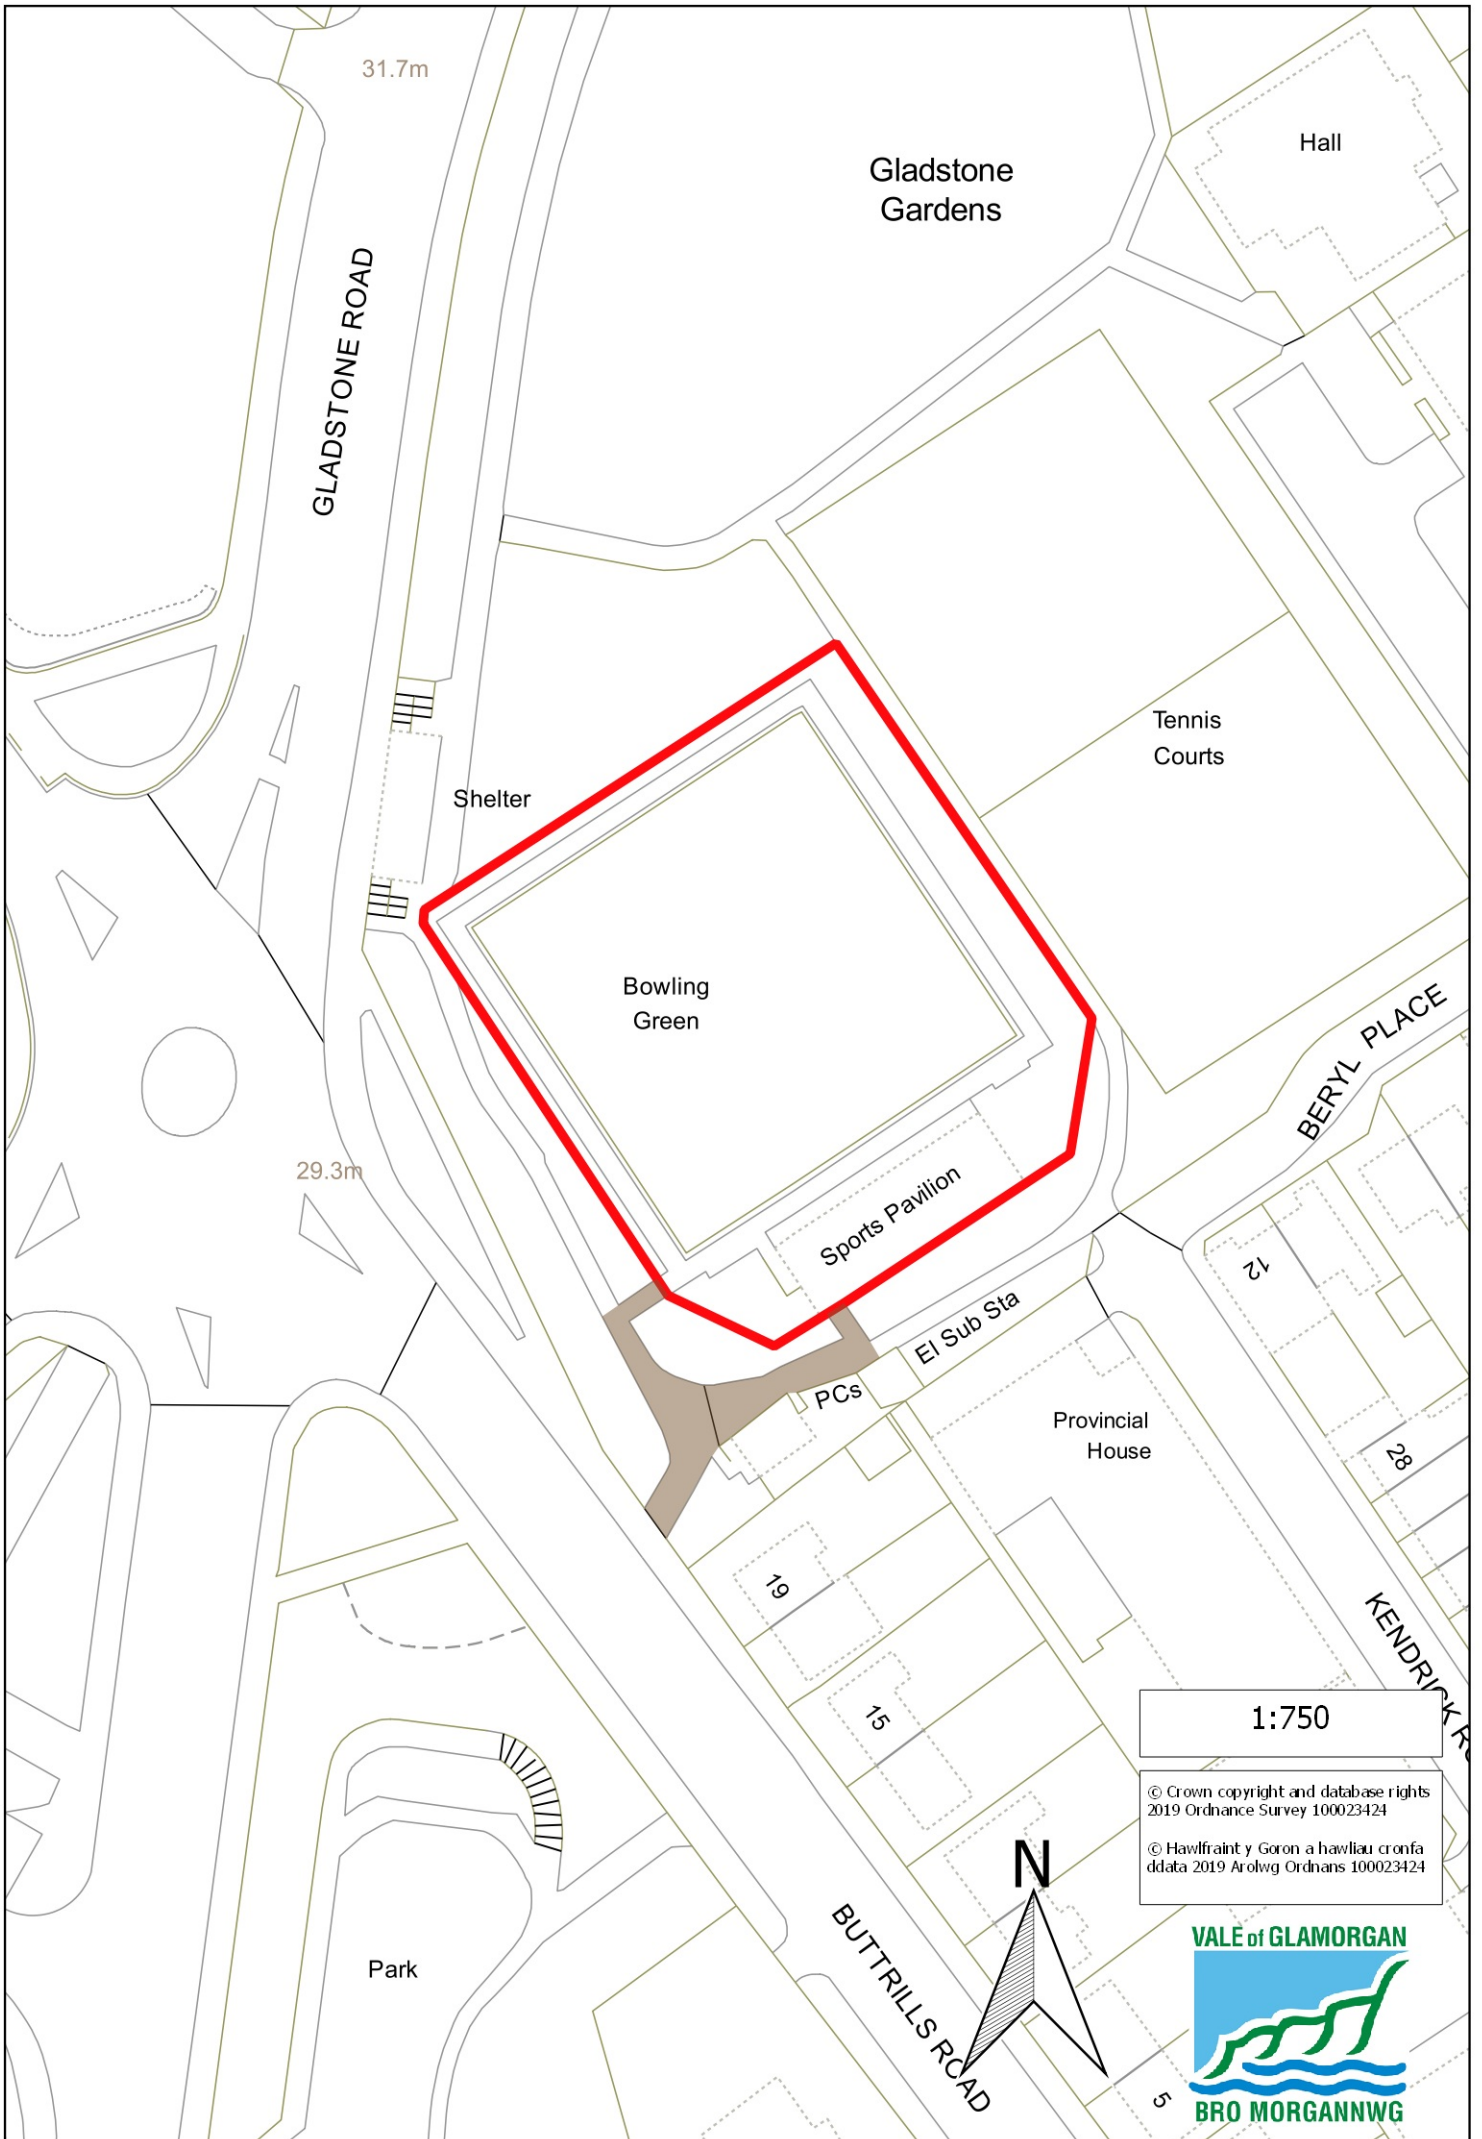 31.7m
Hall
Gladstone
Gardens
GLADSTONE ROAD
Tennis
Courts
Shelter
Bowling
Green
BERYL PLACE
29.3m
Sports Pavilion
12
El Sub Sta
PCs
Provincial
House
28
19
KENDRICK R
15
1:750
© Crown copyright and database rights
2019 Ordnance Survey 100023424
© Hawlfraint y Goron a hawliau cronfa
ddata 2019 Arolwg Ordnans 100023424
N
BUTTRILLS ROAD
Park
5
VALE of GLAMORGAN
BRO MORGANNWG